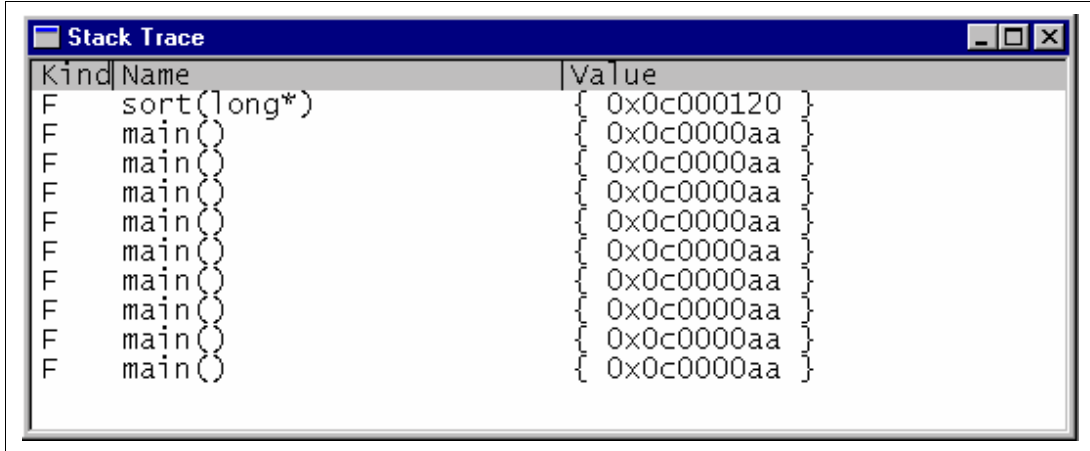 Stack Trace
Kind Name Value
F sort(long*) { 0x0c000120 }
F main() { 0x0c0000aa }
F main() { 0x0c0000aa }
F main() { 0x0c0000aa }
F main() { 0x0c0000aa }
F main() { 0x0c0000aa }
F main() { 0x0c0000aa }
F main() { 0x0c0000aa }
F main() { 0x0c0000aa }
F main() { 0x0c0000aa }